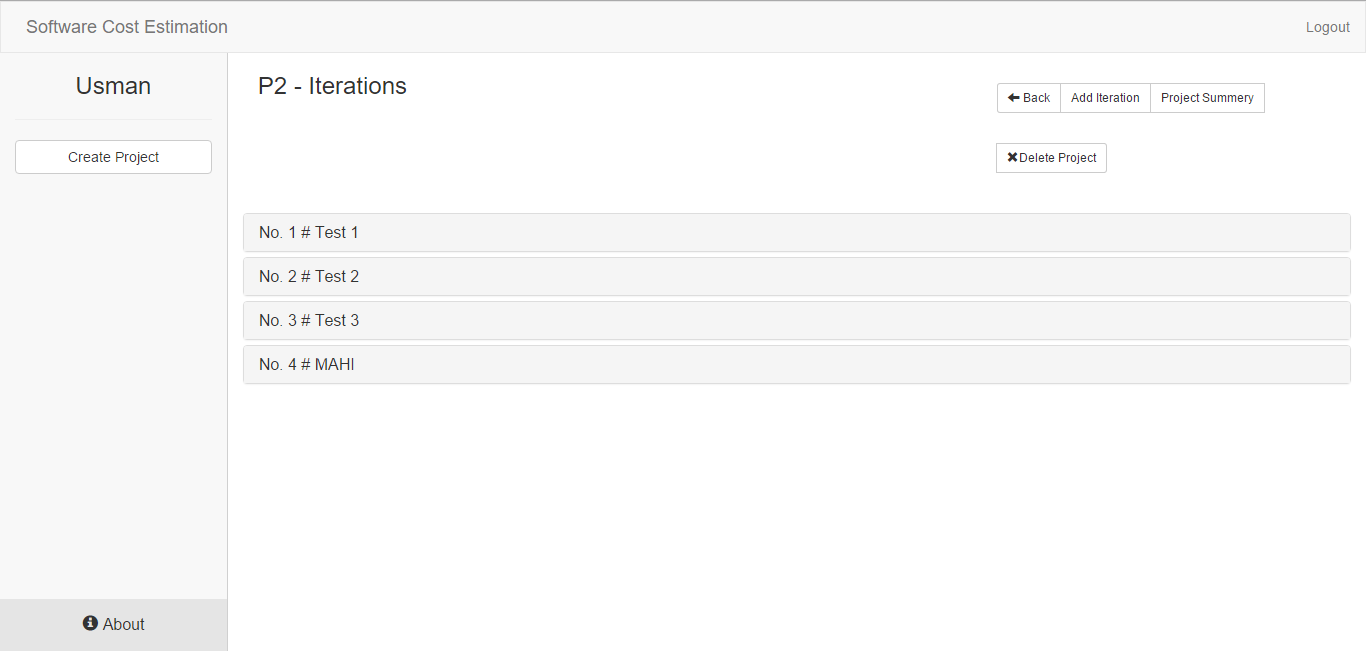 Software Cost Estimation
Logout
Usman
Create Project
P2 - Iterations
Back
Add Iteration
Project Summery
Delete Project
No. 1 # Test 1
No. 2 # Test 2
No. 3 # Test 3
No. 4 # MAHI
About